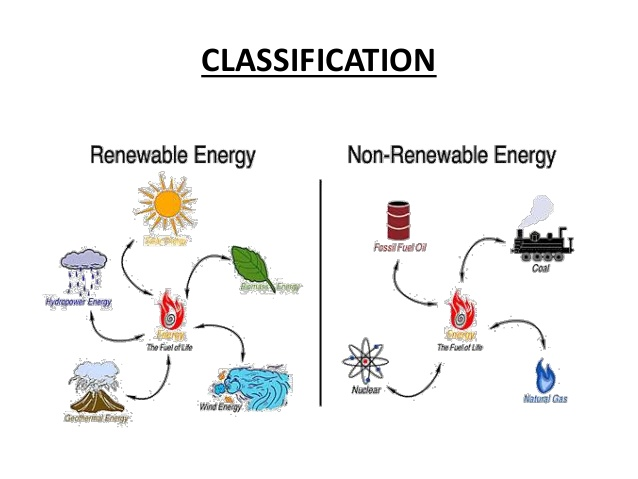 CLASSIFICATION
Renewable Energy
Non-Renewable Energy
Fossil Fuel Oil
Coal
Hydropower Energy
Biomass Energy
Energy
The Fuel of Life
Energy
The Fuel of Life
Geothermal Energy
Wind Energy
Nuclear
Natural Gas